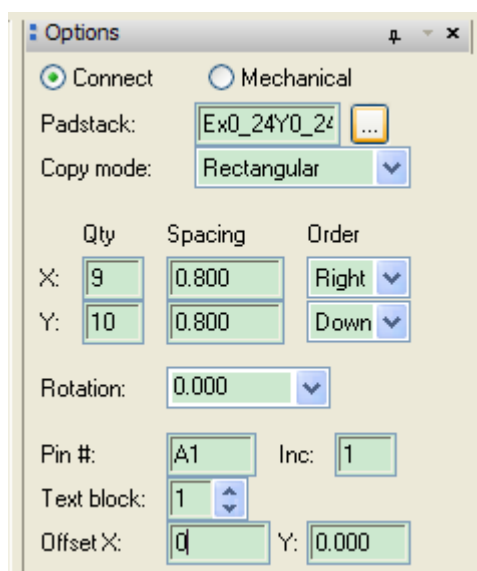 Options
Connect Mechanical
Padstack: Ex0_24Y0_24 ...
Copy mode: Rectangular
Qty Spacing Order
X: 9 0.800 Right
Y: 10 0.800 Down
Rotation: 0.000
Pin #: A1 Inc: 1
Text block: 1
Offset X: 0 Y: 0.000